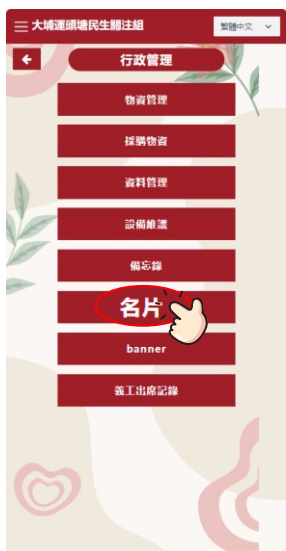 大埔運頭塘民生關注組
繁體中文
行政管理
物資管理
採購物資
資料管理
設備維護
備忘錄
名片
banner
義工出席記錄